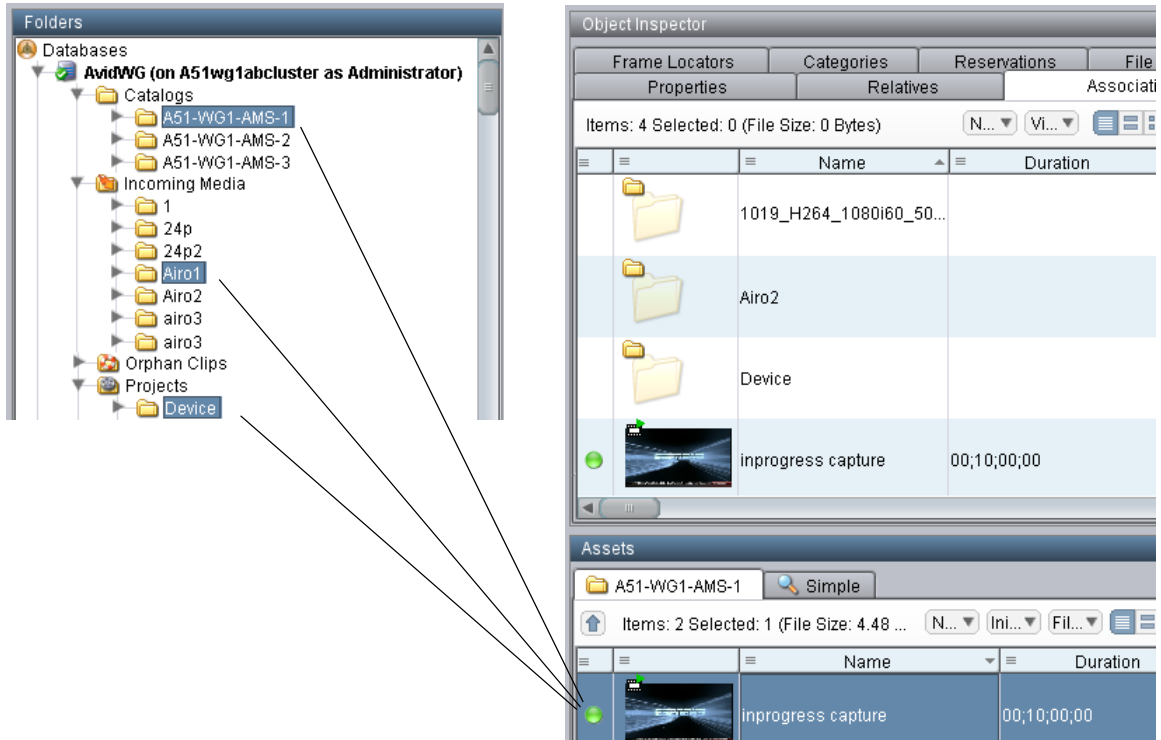 Folders
Databases
AvidWG (on A51wg1abcluster as Administrator)
Catalogs
A51-WG1-AMS-1
A51-WG1-AMS-2
A51-WG1-AMS-3
Incoming Media
1
24p
24p2
Airo1
Airo2
airo3
airo3
Orphan Clips
Projects
Device
Object Inspector
Frame Locators Categories Reservations File
Properties Relatives Associati
Items: 4 Selected: 0 (File Size: 0 Bytes) N... Vi...
Name Duration
1019_H264_1080i60_50...
Airo2
Device
inprogress capture 00;10;00;00
Assets
A51-WG1-AMS-1 Simple
Items: 2 Selected: 1 (File Size: 4.48 ... N... Ini... Fil...
Name Duration
inprogress capture 00;10;00;00